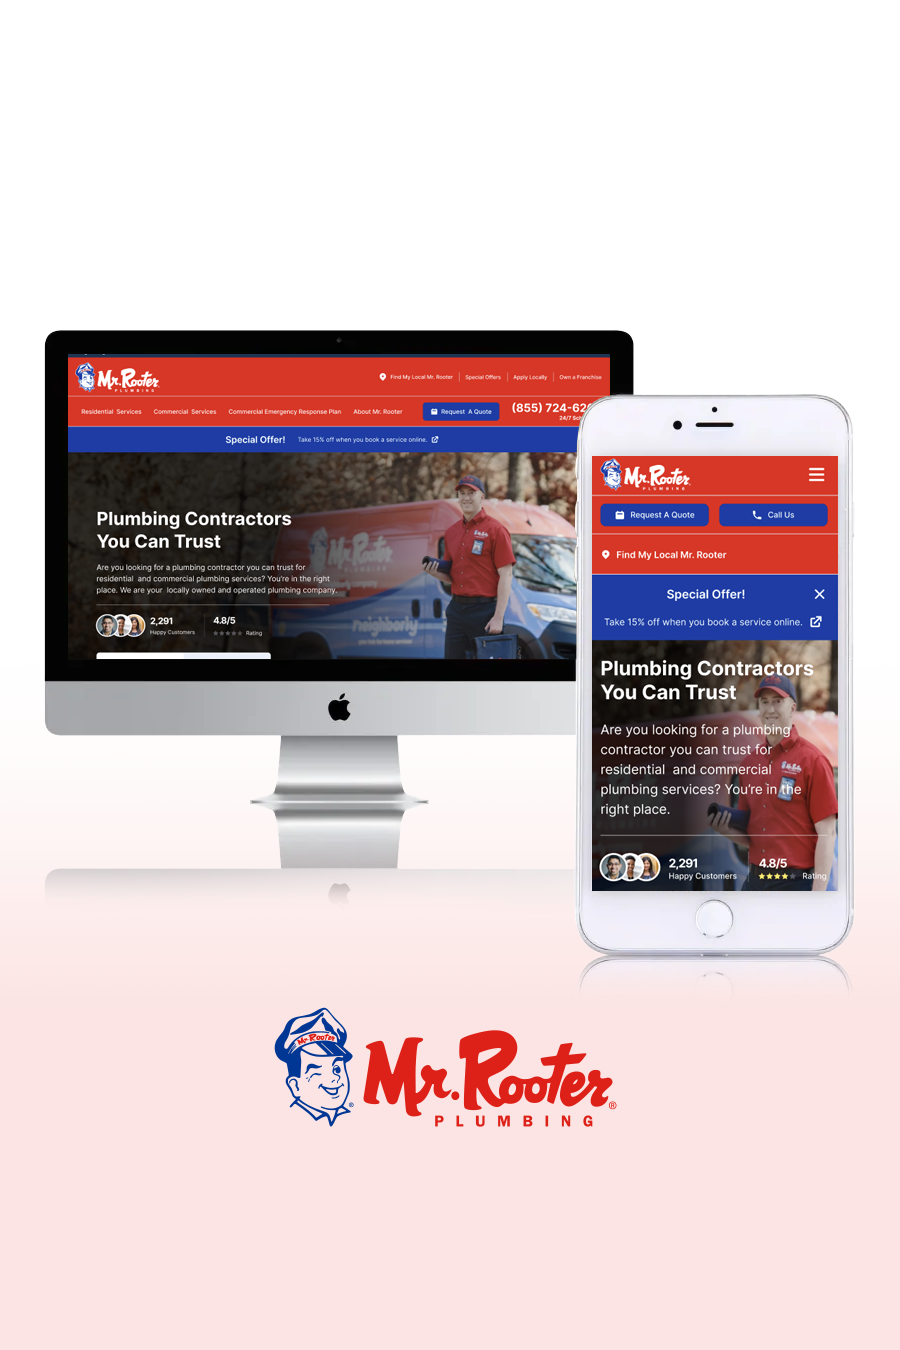 Mr. Rooter
PLUMBING
Find My Local Mr. Rooter
Special Offers
Apply Locally
Own a Franchise
Residential Services
Commercial Services
Commercial Emergency Response Plan
About Mr. Rooter
Request A Quote
(855) 724-62
24/7
Special Offer!
Take 15% off when you book a service online.
Plumbing Contractors
You Can Trust
Are you looking for a plumbing contractor you can trust for
residential and commercial plumbing services? You're in the right
place. We are your locally owned and operated plumbing company.
2,291
Happy Customers
4.8/5
Rating
neighborly
Mr. Rooter
PLUMBING
Request A Quote
Call Us
Find My Local Mr. Rooter
Special Offer!
Take 15% off when you book a service online.
Plumbing Contractors
You Can Trust
Are you looking for a plumbing
contractor you can trust for
residential and commercial
plumbing services? You're in the
right place.
2,291
Happy Customers
4.8/5
Rating
Mr. Rooter
Mr. Rooter®
PLUMBING